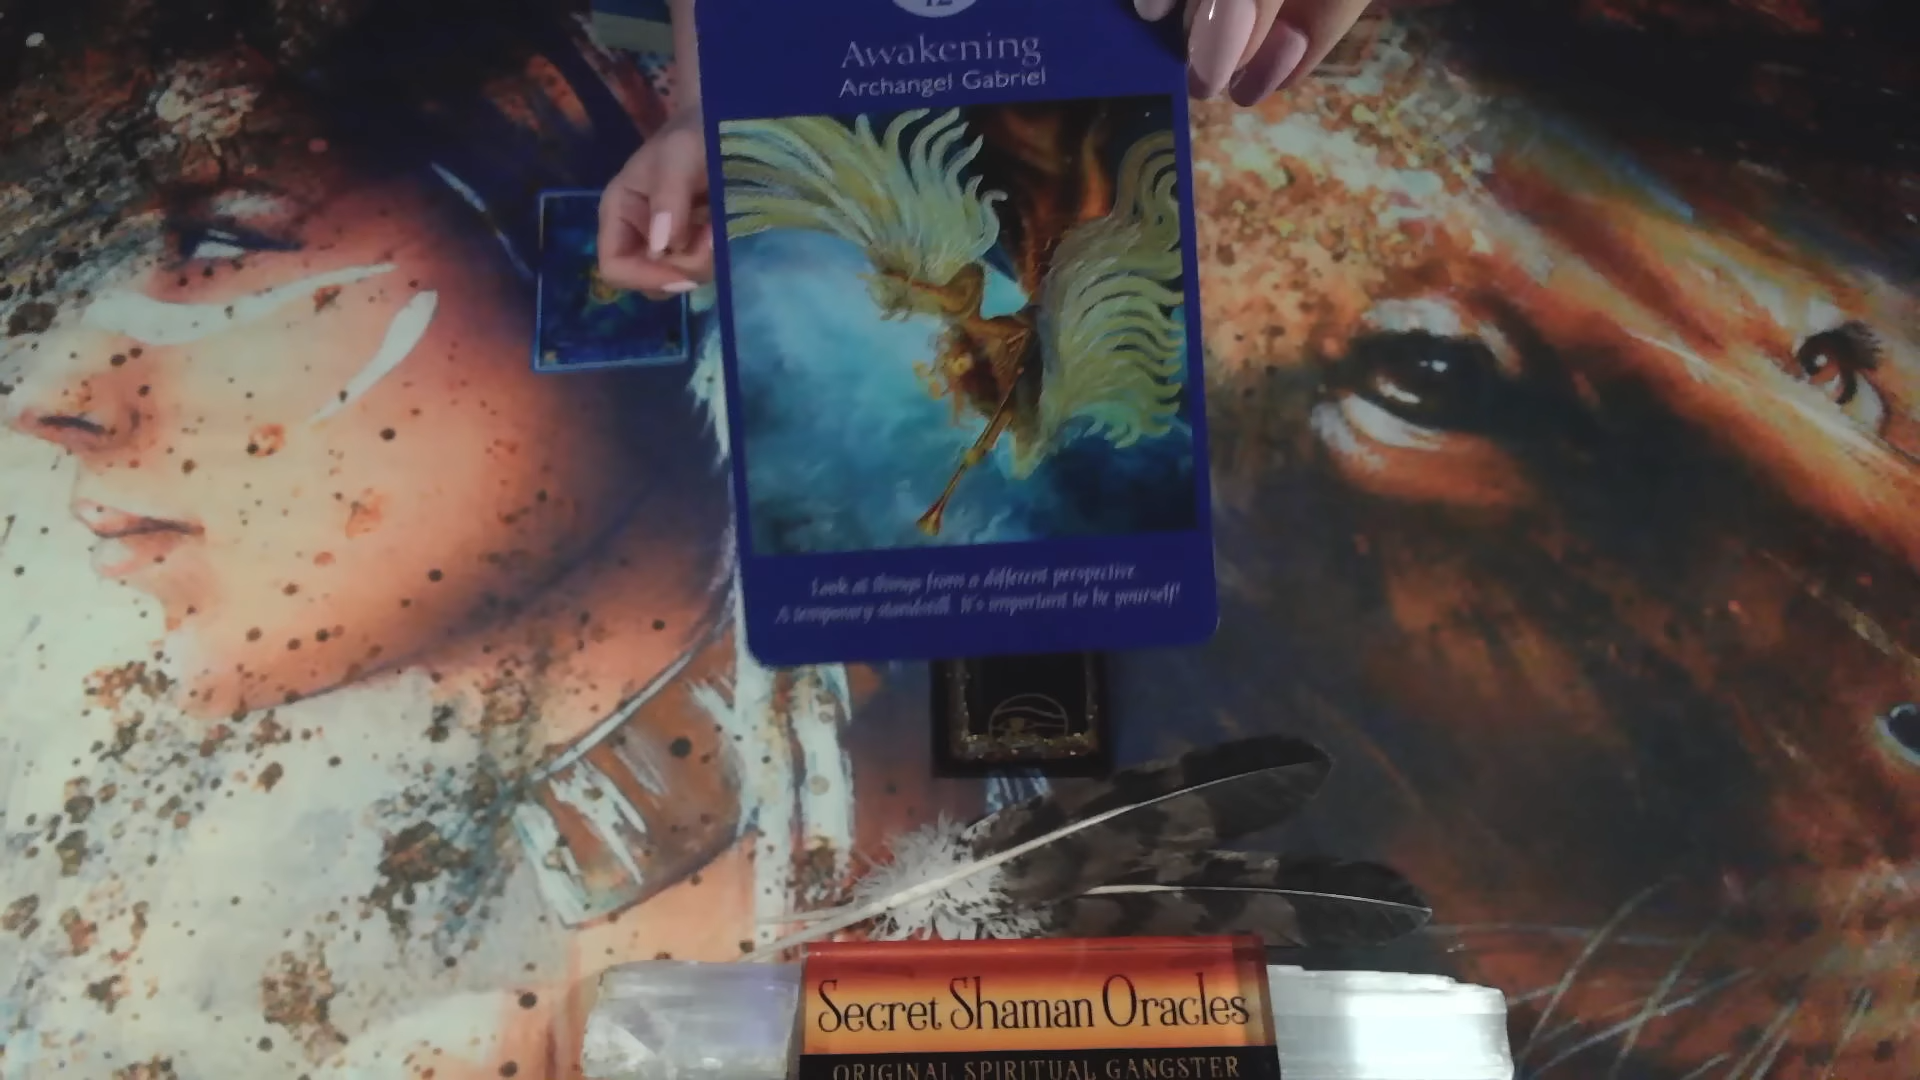 12
Awakening
Archangel Gabriel
Look at things from a different perspective.
A temporary standstill. It's important to be yourself!
Secret Shaman Oracles
ORIGINAL SPIRITUAL GANGSTER